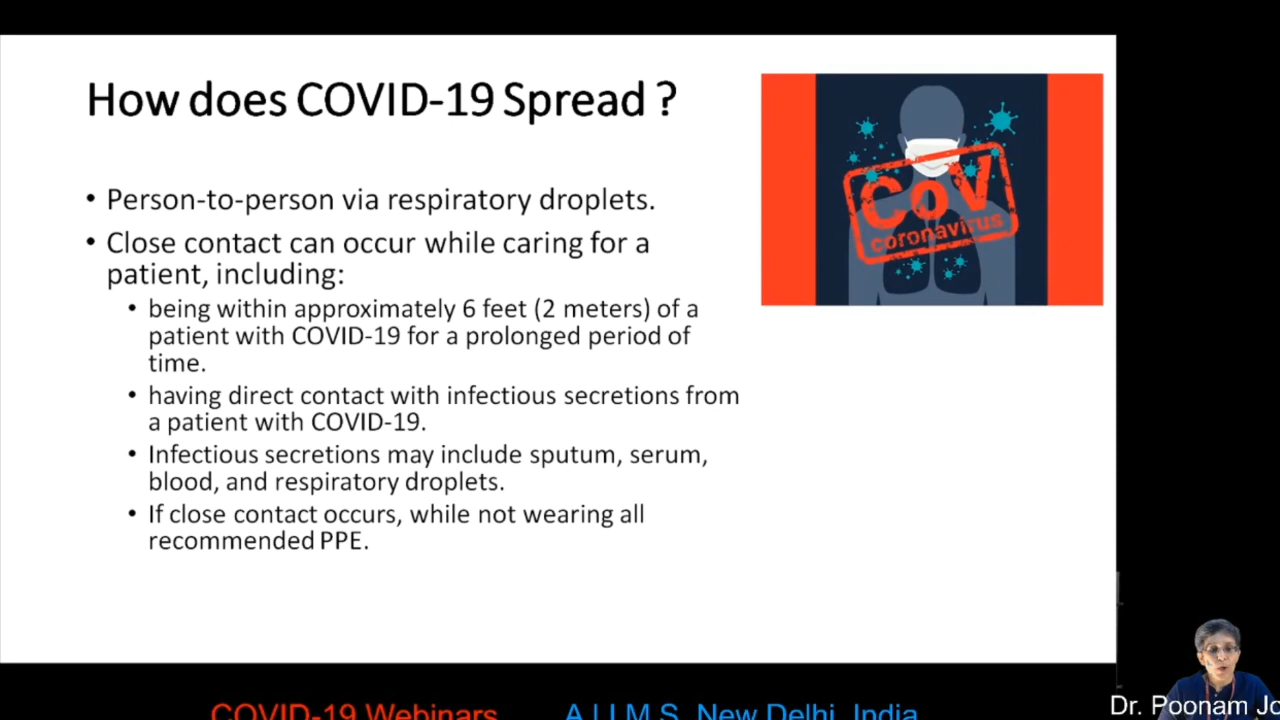 How does COVID-19 Spread ?
• Person-to-person via respiratory droplets.
• Close contact can occur while caring for a
patient, including:
• being within approximately 6 feet (2 meters) of a
patient with COVID-19 for a prolonged period of
time.
• having direct contact with infectious secretions from
a patient with COVID-19.
• Infectious secretions may include sputum, serum,
blood, and respiratory droplets.
• If close contact occurs, while not wearing all
recommended PPE.
CoV
coronavirus
Dr. Poonam Jo
COVID-19 Webinars A.I.I.M.S, New Delhi, India